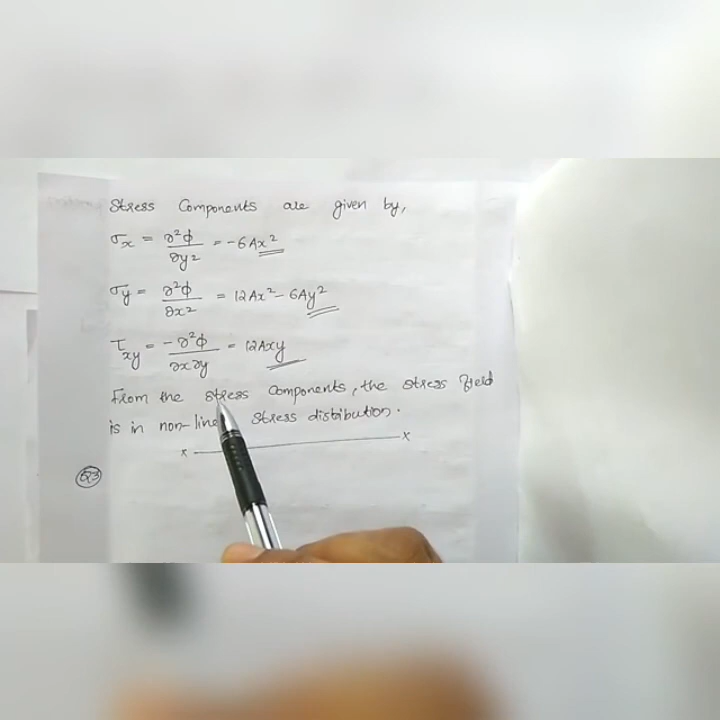 Stress Components are given by,
σx = ∂²φ/∂y² = -6Ax²
σy = ∂²φ/∂x² = 12Ax² - 6Ay²
τxy = -∂²φ/∂x∂y = 12Axy
From the stress components, the stress field
is in non-line stress distribution.
x x